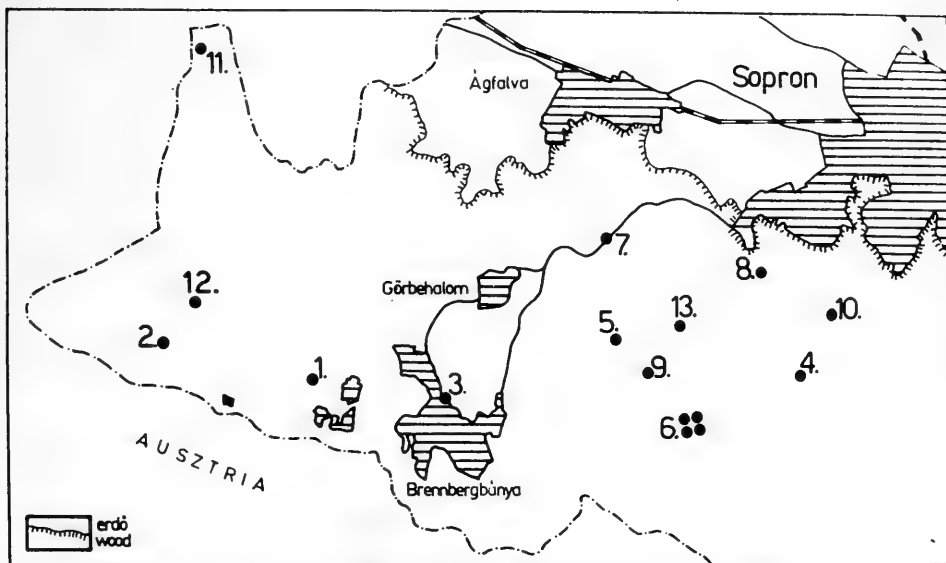 11.
Ágfalva
Sopron
7.
8.
Görbehalom
12.
2.
5.
13.
10.
1.
3.
9.
4.
6.
AUSZTRIA
Brennbergbánya
erdő
wood